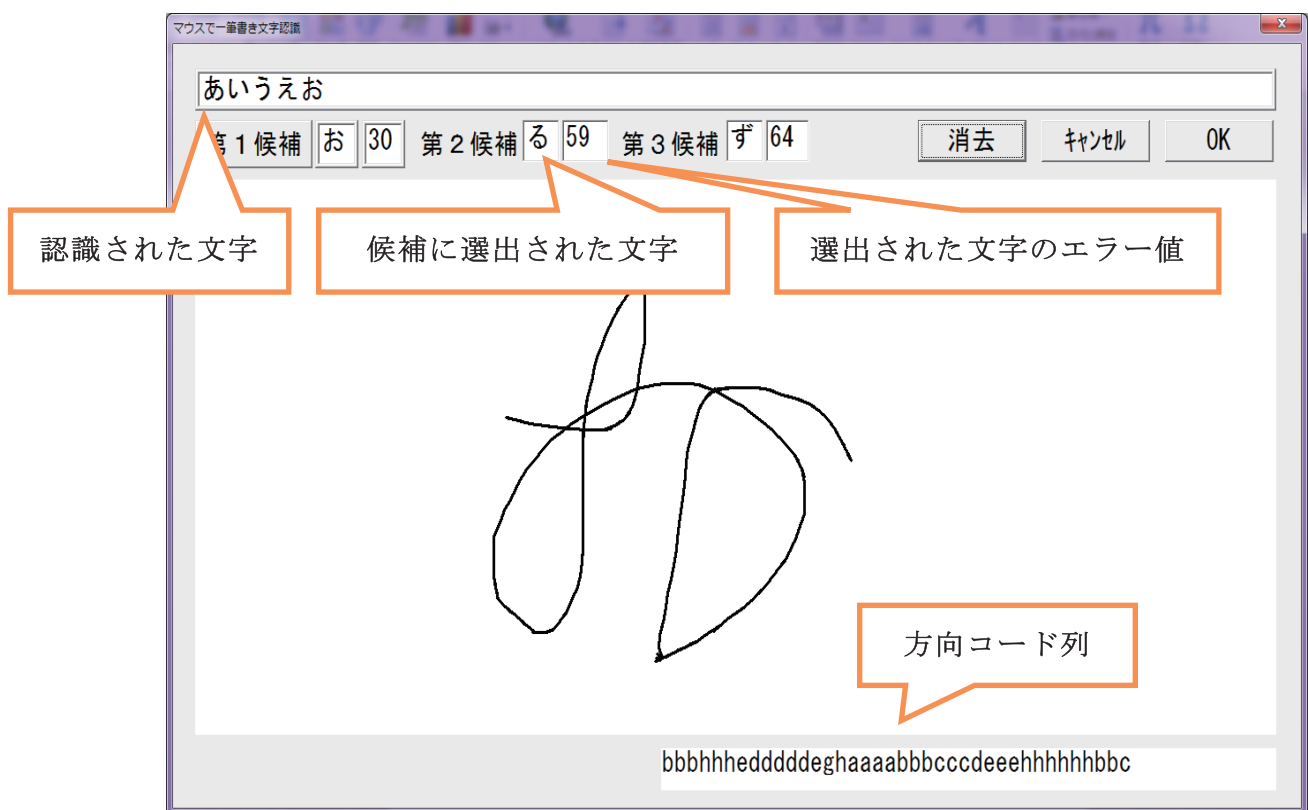 マウスで一筆書き文字認識
あいうえお
第1候補 お 30 第2候補 る 59 第3候補 ず 64 消去 ｷｬﾝｾﾙ OK
認識された文字 候補に選出された文字 選出された文字のエラー値
方向コード列
bbbhhhedddddeghaaaabbbcccdeeehhhhhhbbc